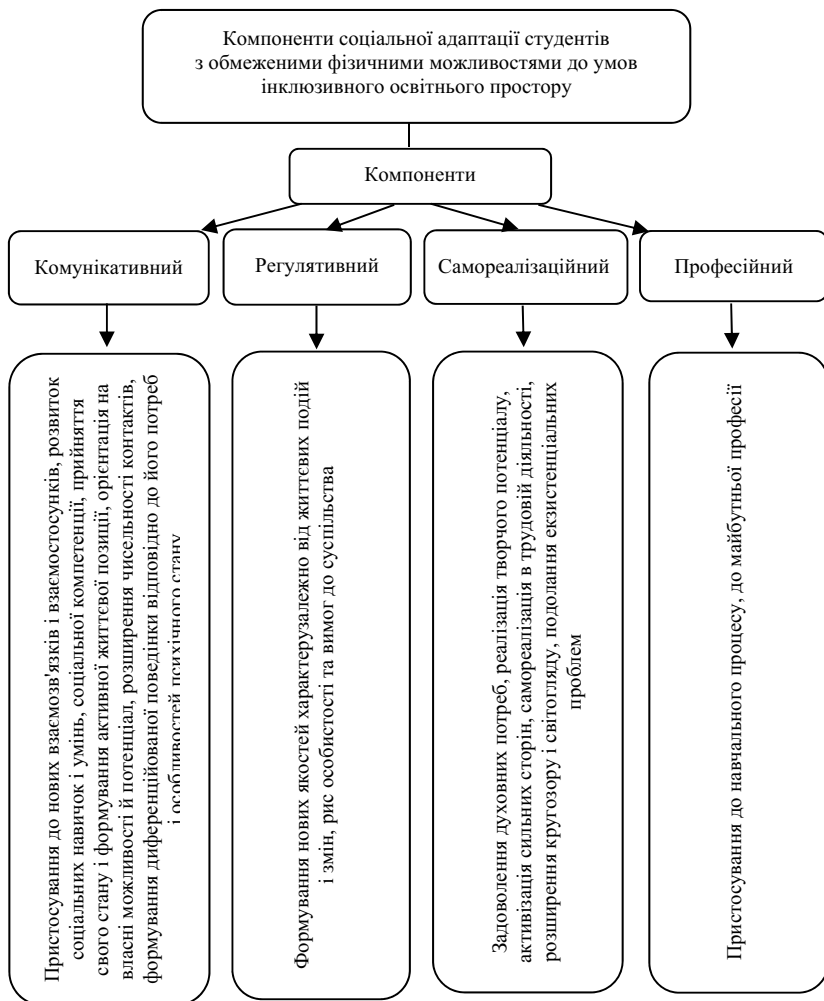 Компоненти соціальної адаптації студентів
з обмеженими фізичними можливостями до умов
інклюзивного освітнього простору
Компоненти
Комунікативний
Регулятивний
Самореалізаційний
Професійний
Пристосування до нових взаємозв'язків і взаємостосунків, розвиток
соціальних навичок і умінь, соціальної компетенції, прийняття
свого стану і формування активної життєвої позиції, орієнтація на
власні можливості й потенціал, розширення чисельності контактів,
формування диференційованої поведінки відповідно до його потреб
і особливостей психічного стану
Формування нових якостей характерузалежно від життєвих подій
і змін, рис особистості та вимог до суспільства
Задоволення духовних потреб, реалізація творчого потенціалу,
активізація сильних сторін, самореалізація в трудовій діяльності,
розширення кругозору і світогляду, подолання екзистенціальних
проблем
Пристосування до навчального процесу, до майбутньої професії